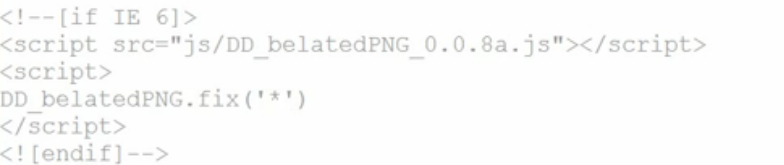 <!--[if IE 6]>
<script src="js/DD_belatedPNG_0.0.8a.js"></script>
<script>
DD_belatedPNG.fix('*')
</script>
<![endif]-->